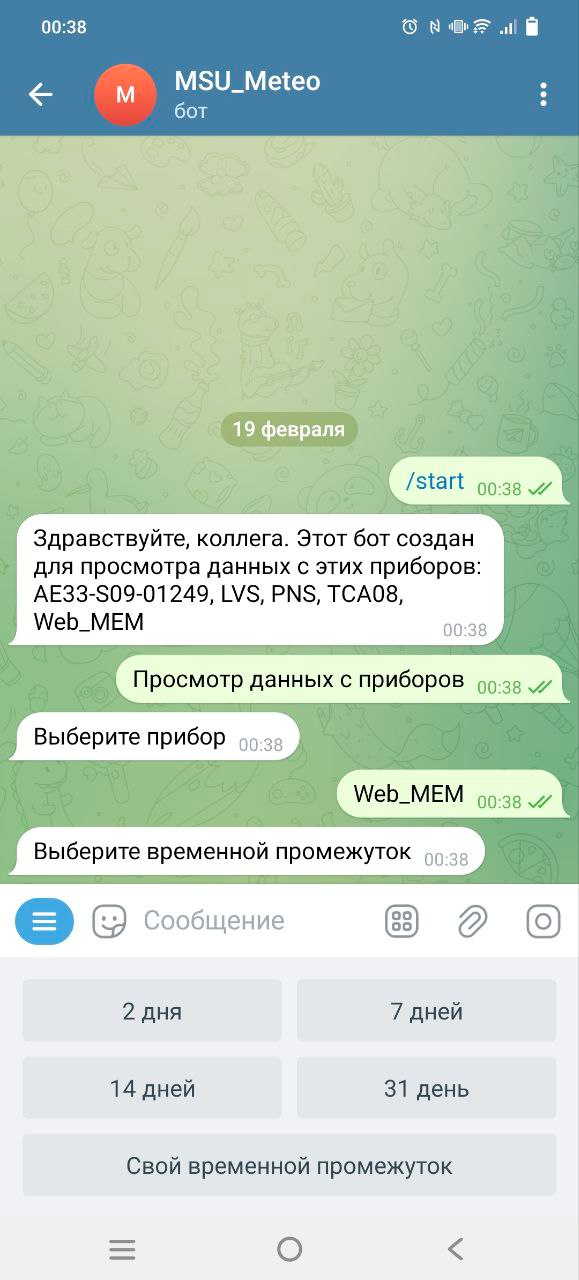 00:38
M
MSU_Meteo
бот
19 февраля
/start 00:38
Здравствуйте, коллега. Этот бот создан
для просмотра данных с этих приборов:
AE33-S09-01249, LVS, PNS, TCA08,
Web_MEM 00:38
Просмотр данных с приборов 00:38
Выберите прибор 00:38
Web_MEM 00:38
Выберите временной промежуток 00:38
Сообщение
2 дня 7 дней
14 дней 31 день
Свой временной промежуток